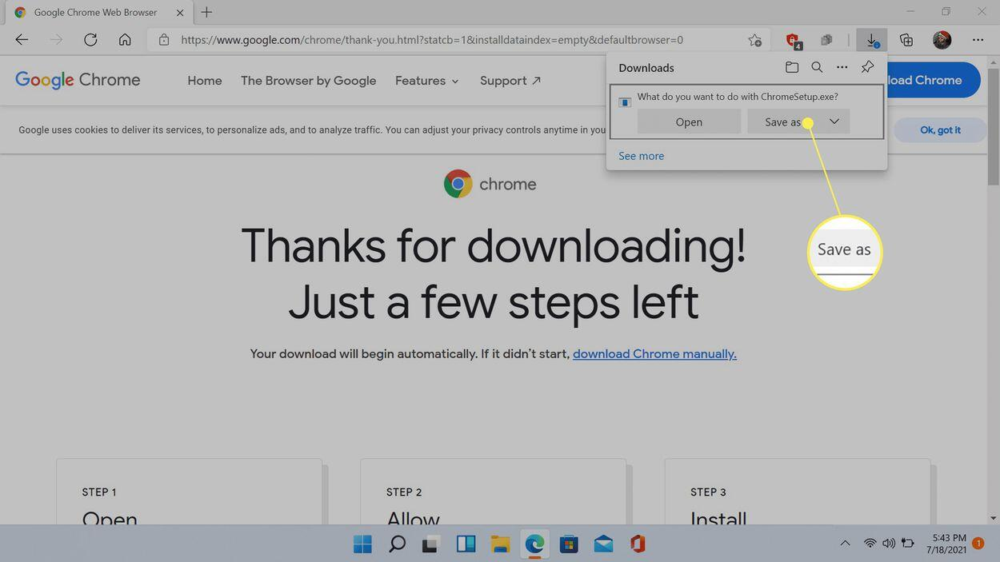 Google Chrome Web Browser
https://www.google.com/chrome/thank-you.html?statcb=1&installdataindex=empty&defaultbrowser=0
4
Downloads
Google Chrome
Home
The Browser by Google
Features
Support
load Chrome
What do you want to do with ChromeSetup.exe?
Open
Save as
See more
Google uses cookies to deliver its services, to personalize ads, and to analyze traffic. You can adjust your privacy controls anytime in you
Ok, got it
chrome
Thanks for downloading!
Just a few steps left
Save as
Your download will begin automatically. If it didn’t start, download Chrome manually.
STEP 1
Open
STEP 2
Allow
STEP 3
Install
5:43 PM
7/18/2021
1